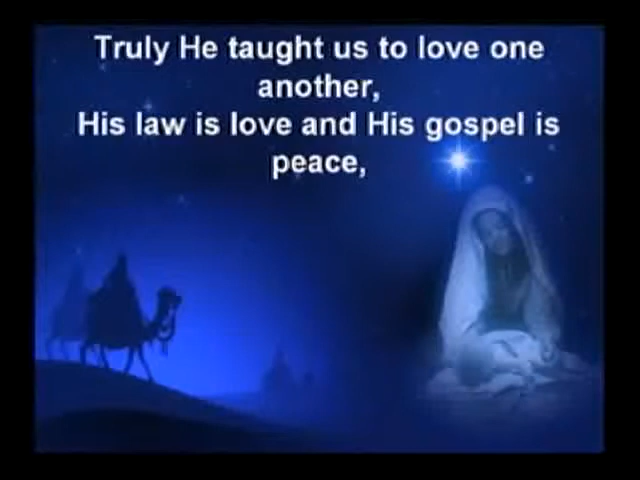 Truly He taught us to love one
another,
His law is love and His gospel is
peace,